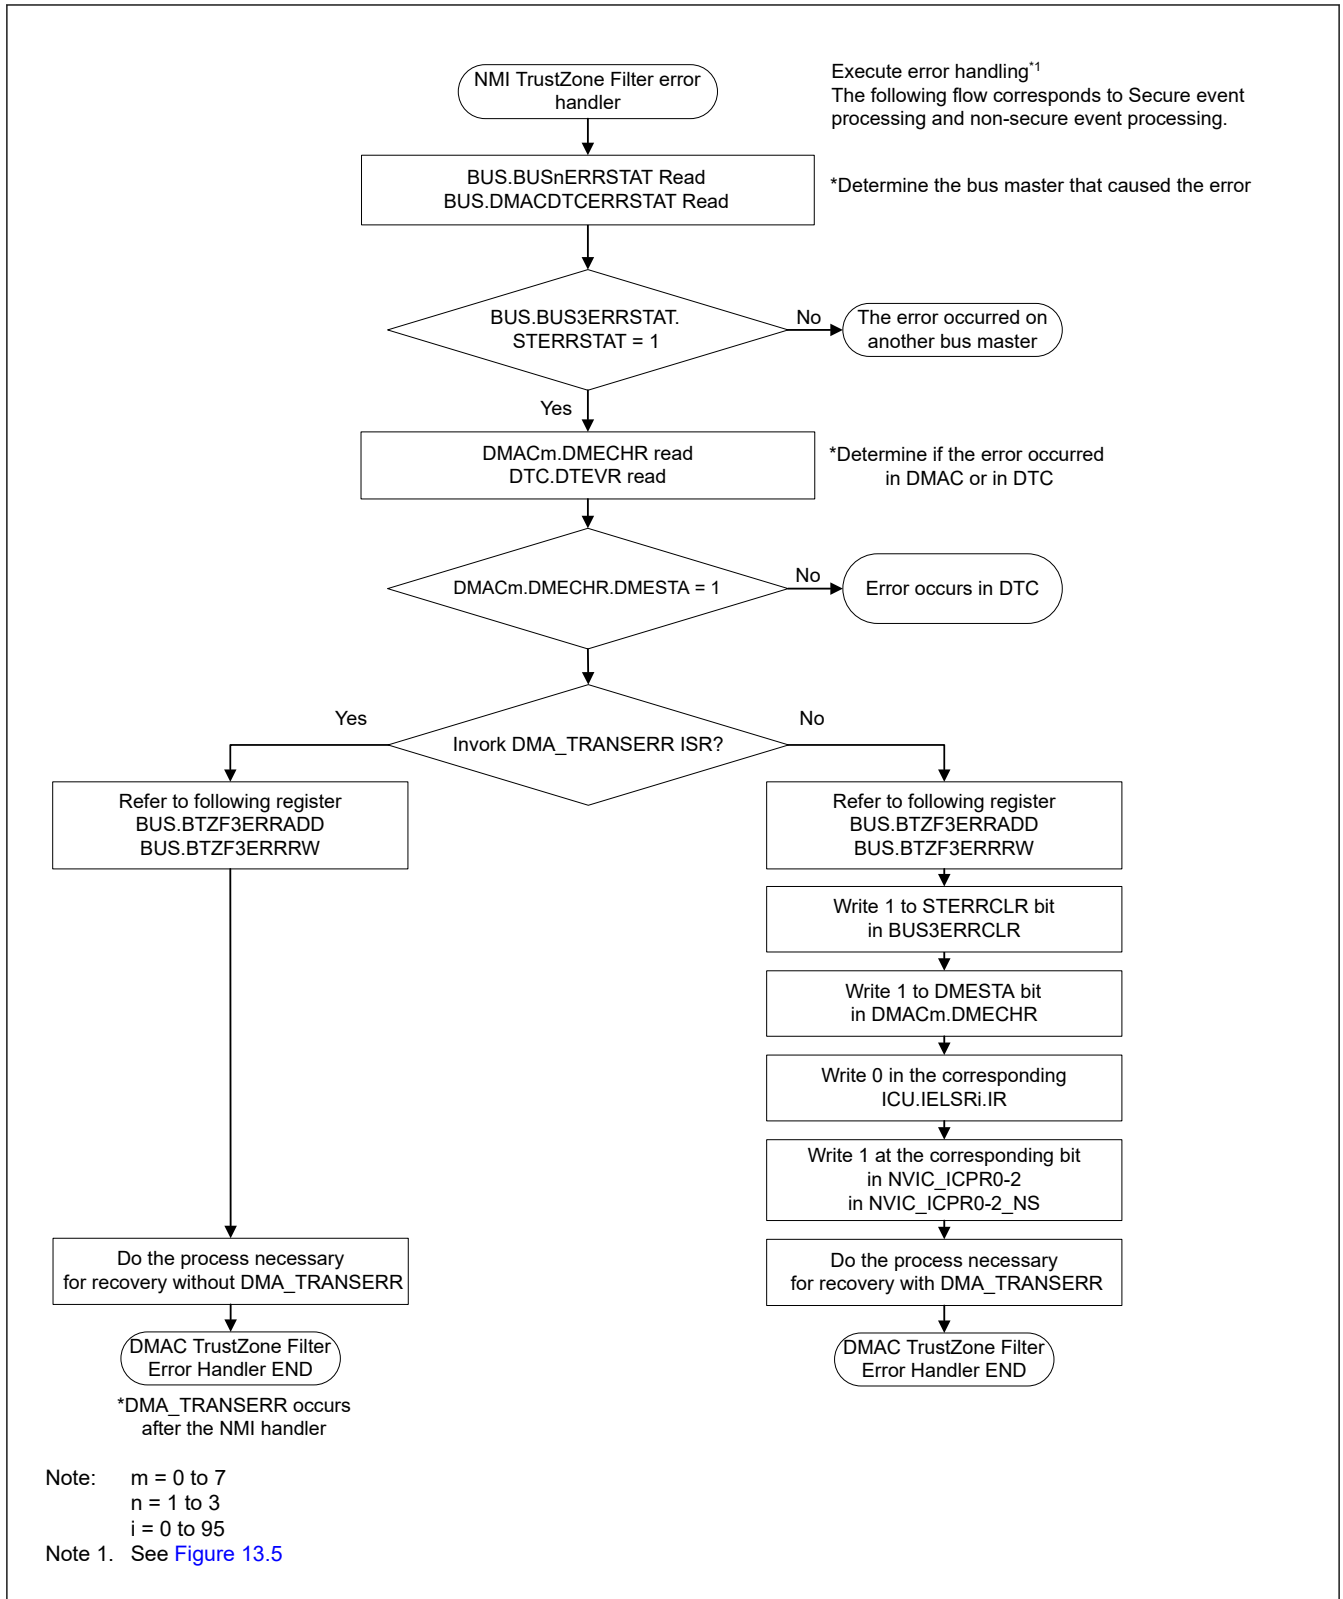 NMI TrustZone Filter error
handler
Execute error handling*1
The following flow corresponds to Secure event
processing and non-secure event processing.
BUS.BUSnERRSTAT Read
BUS.DMACDTCERRSTAT Read
*Determine the bus master that caused the error
BUS.BUS3ERRSTAT.
STERRSTAT = 1
No
The error occurred on
another bus master
Yes
DMACm.DMECHR read
DTC.DTEVR read
*Determine if the error occurred
in DMAC or in DTC
DMACm.DMECHR.DMESTA = 1
No
Error occurs in DTC
Yes
Invork DMA_TRANSERR ISR?
No
Refer to following register
BUS.BTZF3ERRADD
BUS.BTZF3ERRRW
Refer to following register
BUS.BTZF3ERRADD
BUS.BTZF3ERRRW
Write 1 to STERRCLR bit
in BUS3ERRCLR
Write 1 to DMESTA bit
in DMACm.DMECHR
Write 0 in the corresponding
ICU.IELSRi.IR
Write 1 at the corresponding bit
in NVIC_ICPR0-2
in NVIC_ICPR0-2_NS
Do the process necessary
for recovery without DMA_TRANSERR
Do the process necessary
for recovery with DMA_TRANSERR
DMAC TrustZone Filter
Error Handler END
DMAC TrustZone Filter
Error Handler END
*DMA_TRANSERR occurs
after the NMI handler
Note: m = 0 to 7
n = 1 to 3
i = 0 to 95
Note 1. See Figure 13.5